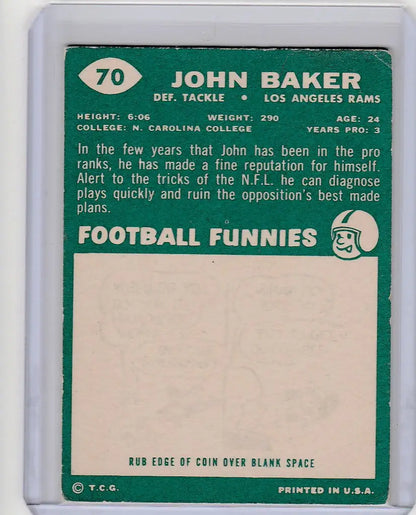 70
JOHN BAKER
DEF. TACKLE • LOS ANGELES RAMS
HEIGHT: 6:06 WEIGHT: 290 AGE: 24
COLLEGE: N. CAROLINA COLLEGE YEARS PRO: 3
In the few years that John has been in the pro
ranks, he has made a fine reputation for himself.
Alert to the tricks of the N.F.L. he can diagnose
plays quickly and ruin the opposition's best made
plans.
FOOTBALL FUNNIES
RUB EDGE OF COIN OVER BLANK SPACE
© T.C.G. PRINTED IN U.S.A.